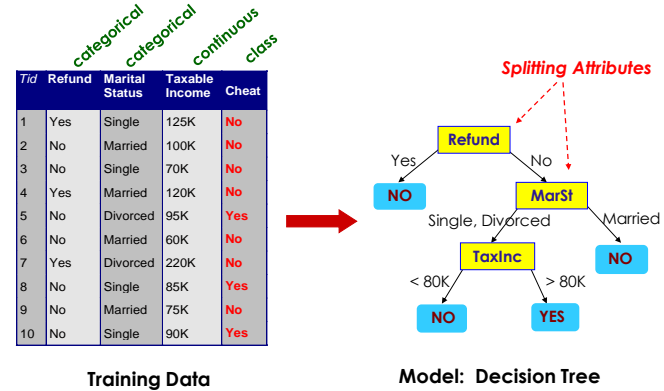 categorical categorical continuous class
Tid Refund Marital Status Taxable Income Cheat
1 Yes Single 125K No
2 No Married 100K No
3 No Single 70K No
4 Yes Married 120K No
5 No Divorced 95K Yes
6 No Married 60K No
7 Yes Divorced 220K No
8 No Single 85K Yes
9 No Married 75K No
10 No Single 90K Yes
Training Data
Splitting Attributes
Refund
Yes No
NO MarSt
Single, Divorced Married
TaxInc NO
< 80K > 80K
NO YES
Model: Decision Tree